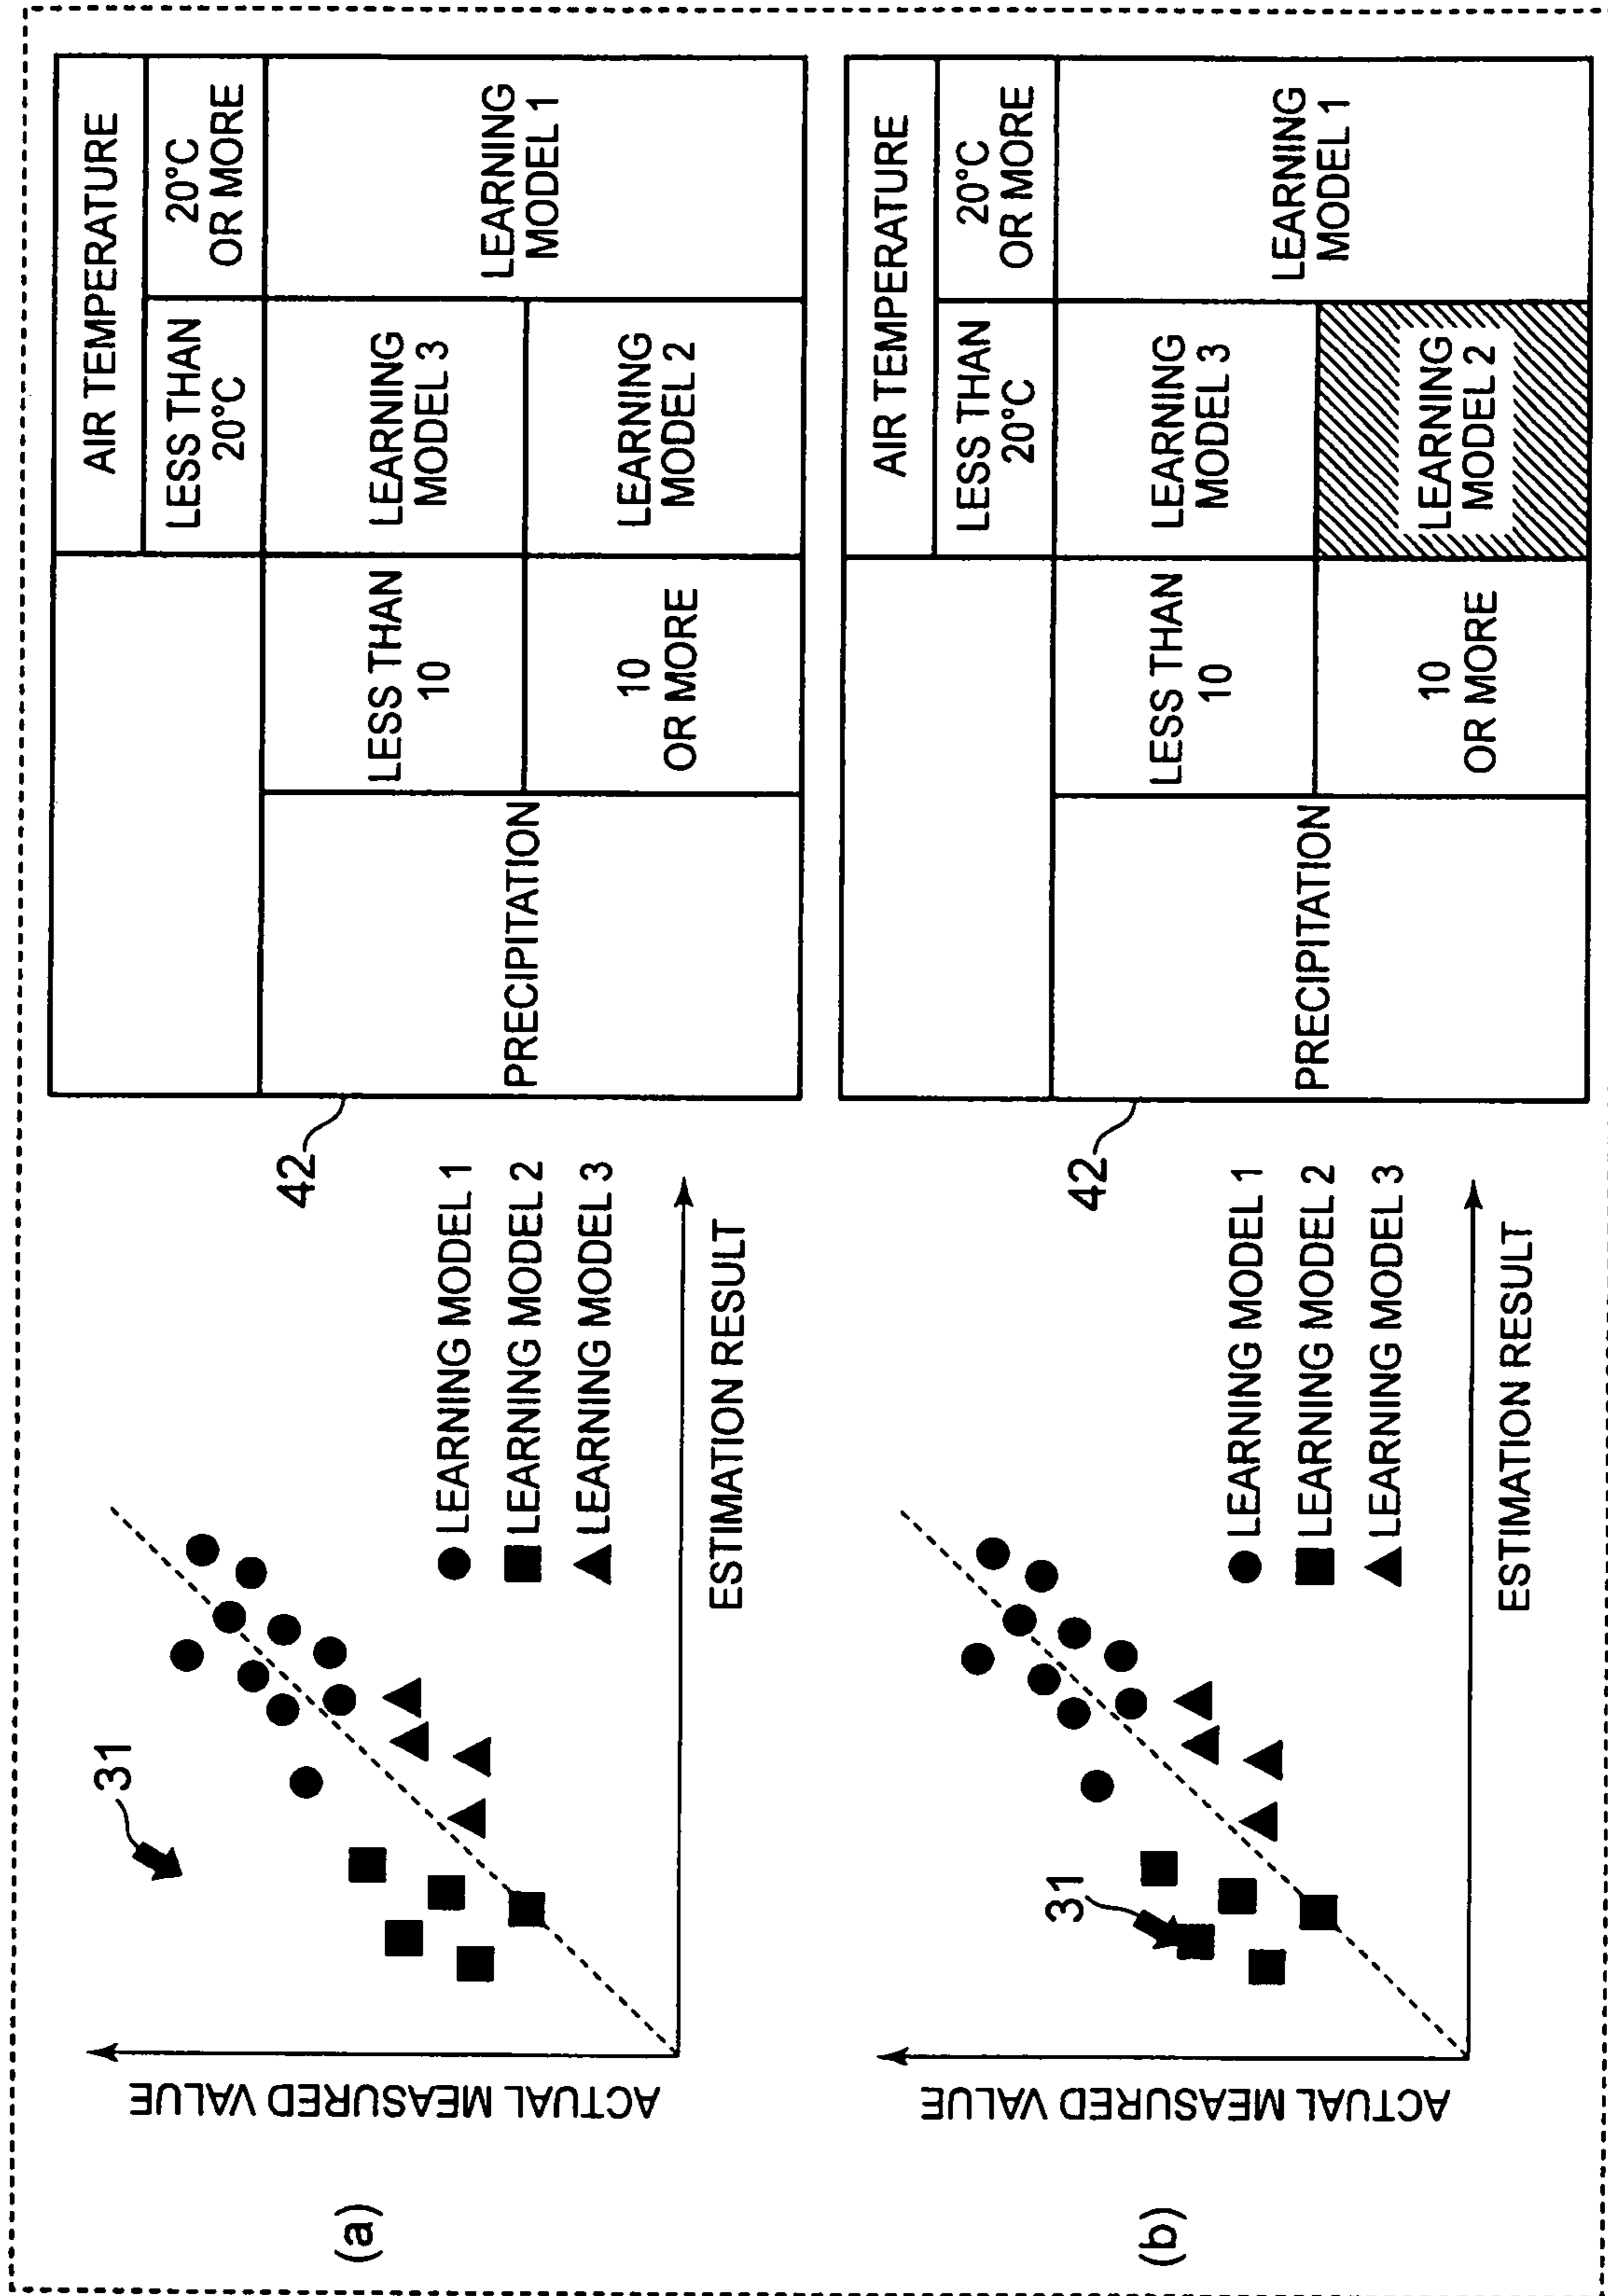 (a)
ACTUAL MEASURED VALUE
31
LEARNING MODEL 1
LEARNING MODEL 2
LEARNING MODEL 3
ESTIMATION RESULT
42
AIR TEMPERATURE
LESS THAN
20°C
20°C
OR MORE
PRECIPITATION
LESS THAN
10
LEARNING
MODEL 3
LEARNING
MODEL 1
10
OR MORE
LEARNING
MODEL 2
(b)
ACTUAL MEASURED VALUE
31
LEARNING MODEL 1
LEARNING MODEL 2
LEARNING MODEL 3
ESTIMATION RESULT
42
AIR TEMPERATURE
LESS THAN
20°C
20°C
OR MORE
PRECIPITATION
LESS THAN
10
LEARNING
MODEL 3
LEARNING
MODEL 1
10
OR MORE
LEARNING
MODEL 2